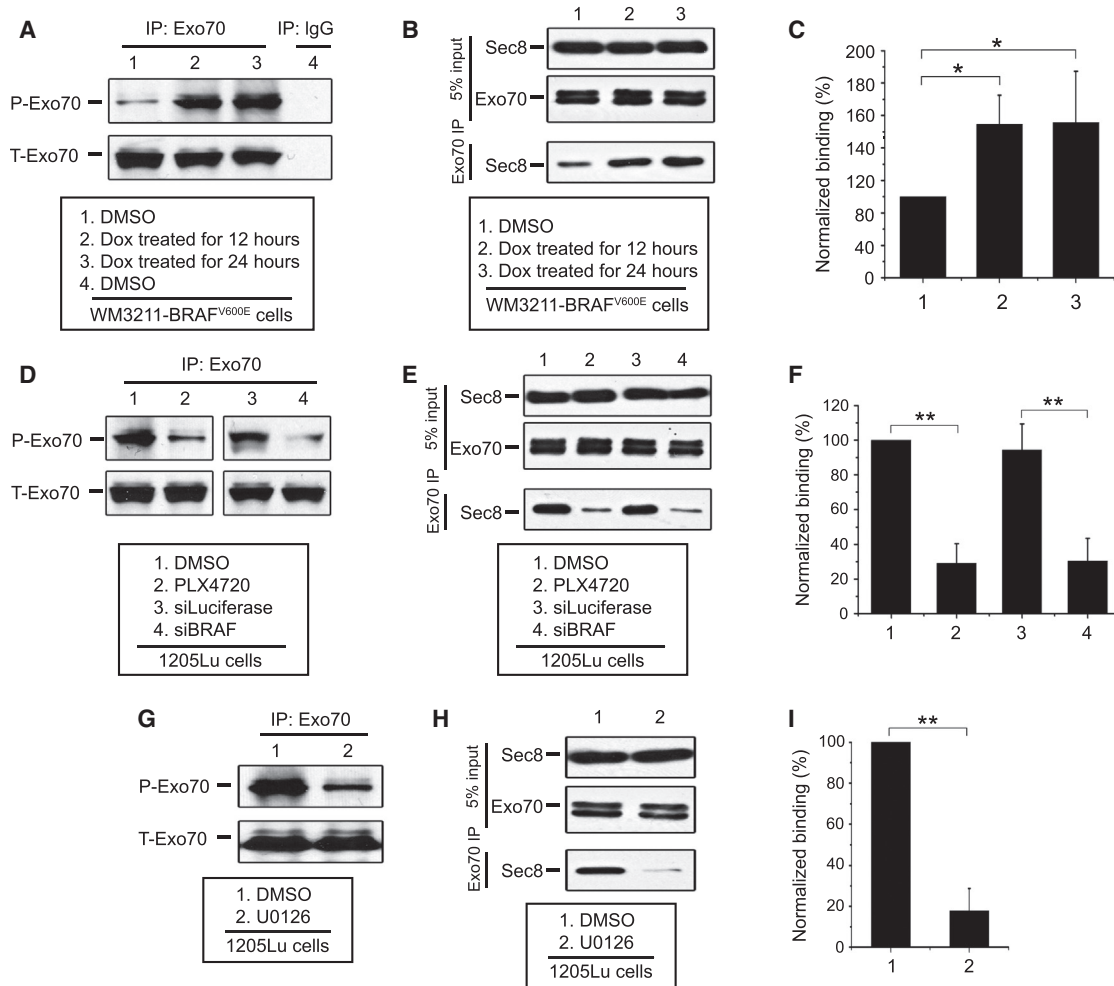 A
IP: Exo70
IP: IgG
1 2 3 4
P-Exo70
T-Exo70
1. DMSO
2. Dox treated for 12 hours
3. Dox treated for 24 hours
4. DMSO
WM3211-BRAFV600E cells
B
1 2 3
5% input
Sec8
Exo70
Exo70 IP
Sec8
1. DMSO
2. Dox treated for 12 hours
3. Dox treated for 24 hours
WM3211-BRAFV600E cells
C
Normalized binding (%)
200
180
160
120
80
40
0
* *
1 2 3
D
IP: Exo70
1 2 3 4
P-Exo70
T-Exo70
1. DMSO
2. PLX4720
3. siLuciferase
4. siBRAF
1205Lu cells
E
1 2 3 4
5% input
Sec8
Exo70
Exo70 IP
Sec8
1. DMSO
2. PLX4720
3. siLuciferase
4. siBRAF
1205Lu cells
F
Normalized binding (%)
120
100
80
60
40
20
0
** **
1 2 3 4
G
IP: Exo70
1 2
P-Exo70
T-Exo70
1. DMSO
2. U0126
1205Lu cells
H
1 2
5% input
Sec8
Exo70
Exo70 IP
Sec8
1. DMSO
2. U0126
1205Lu cells
I
Normalized binding (%)
100
80
60
40
20
0
**
1 2